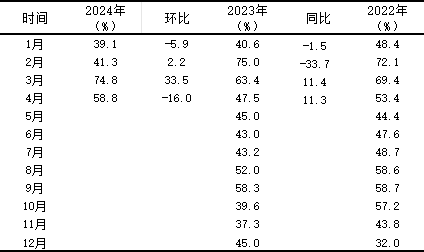 时间 2024年（%） 环比 2023年（%） 同比 2022年（%）
1月 39.1 -5.9 40.6 -1.5 48.4
2月 41.3 2.2 75.0 -33.7 72.1
3月 74.8 33.5 63.4 11.4 69.4
4月 58.8 -16.0 47.5 11.3 53.4
5月 45.0 44.4
6月 43.0 47.6
7月 43.2 48.7
8月 52.0 58.6
9月 58.3 58.7
10月 39.6 57.2
11月 37.3 43.8
12月 45.0 32.0